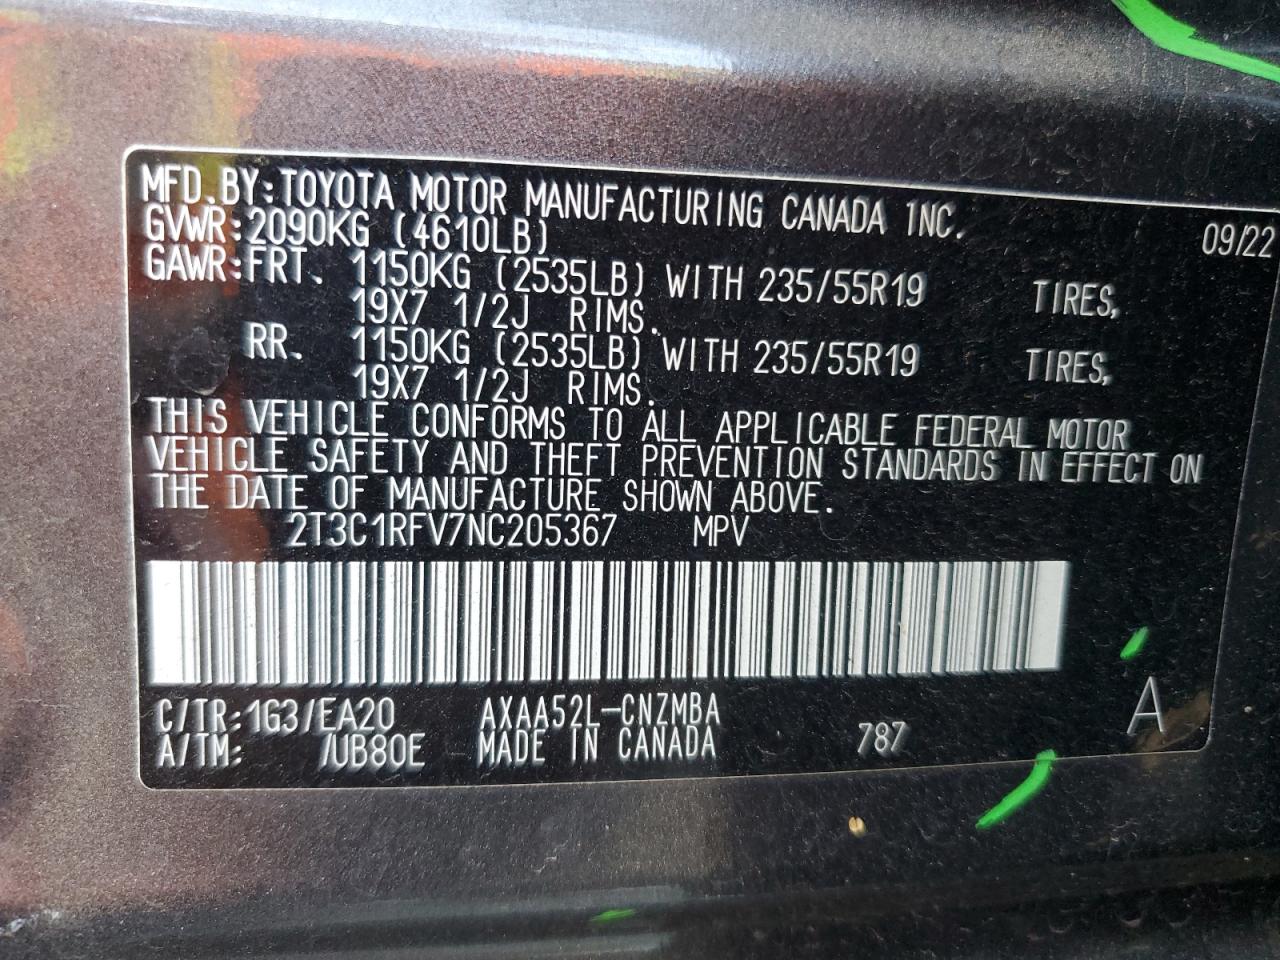 MFD. BY: TOYOTA MOTOR MANUFACTURING CANADA INC.
GVWR: 2090KG (4610LB) 09/22
GAWR: FRT. 1150KG (2535LB) WITH 235/55R19 TIRES,
19X7 1/2J RIMS.
RR. 1150KG (2535LB) WITH 235/55R19 TIRES,
19X7 1/2J RIMS.
THIS VEHICLE CONFORMS TO ALL APPLICABLE FEDERAL MOTOR
VEHICLE SAFETY AND THEFT PREVENTION STANDARDS IN EFFECT ON
THE DATE OF MANUFACTURE SHOWN ABOVE.
2T3C1RFV7NC205367 MPV
C/TR: 1G3/EA20 AXAA52L-CNZMBA
A/TM: /UB80E MADE IN CANADA 787 A